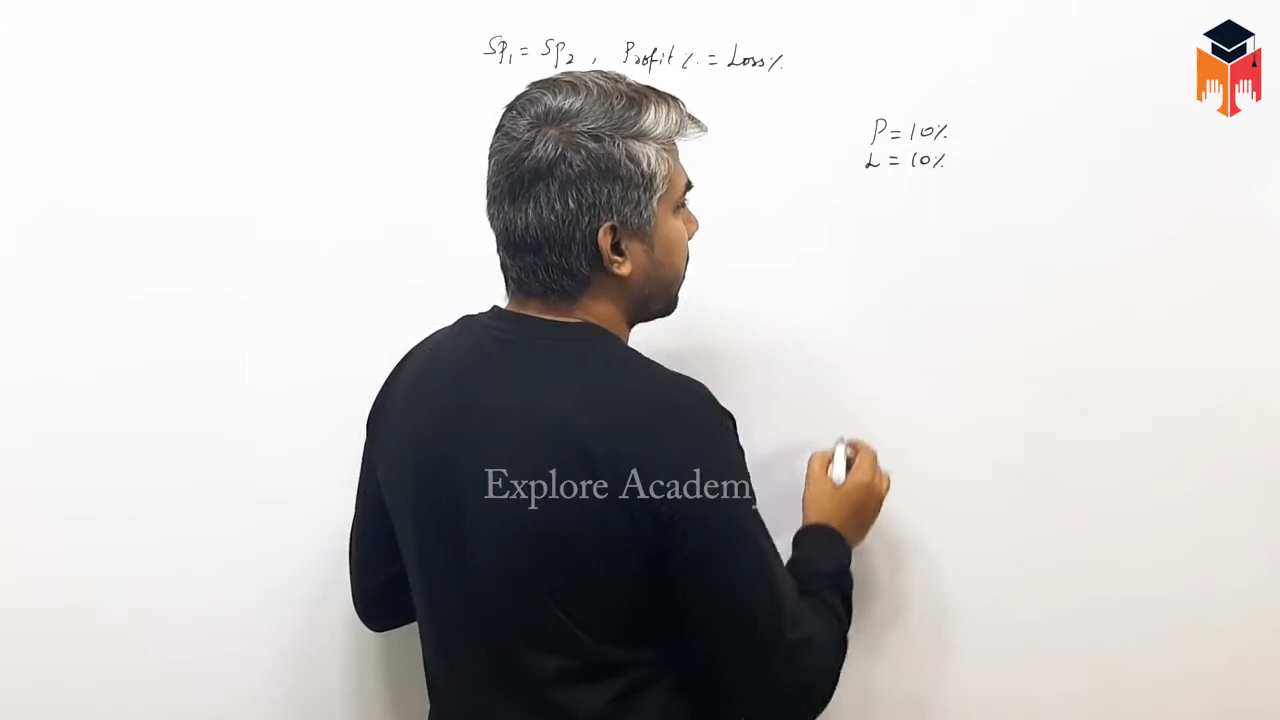 SP₁ = SP₂ , Profit % = Loss %
P = 10%
L = 10%
Explore Academy